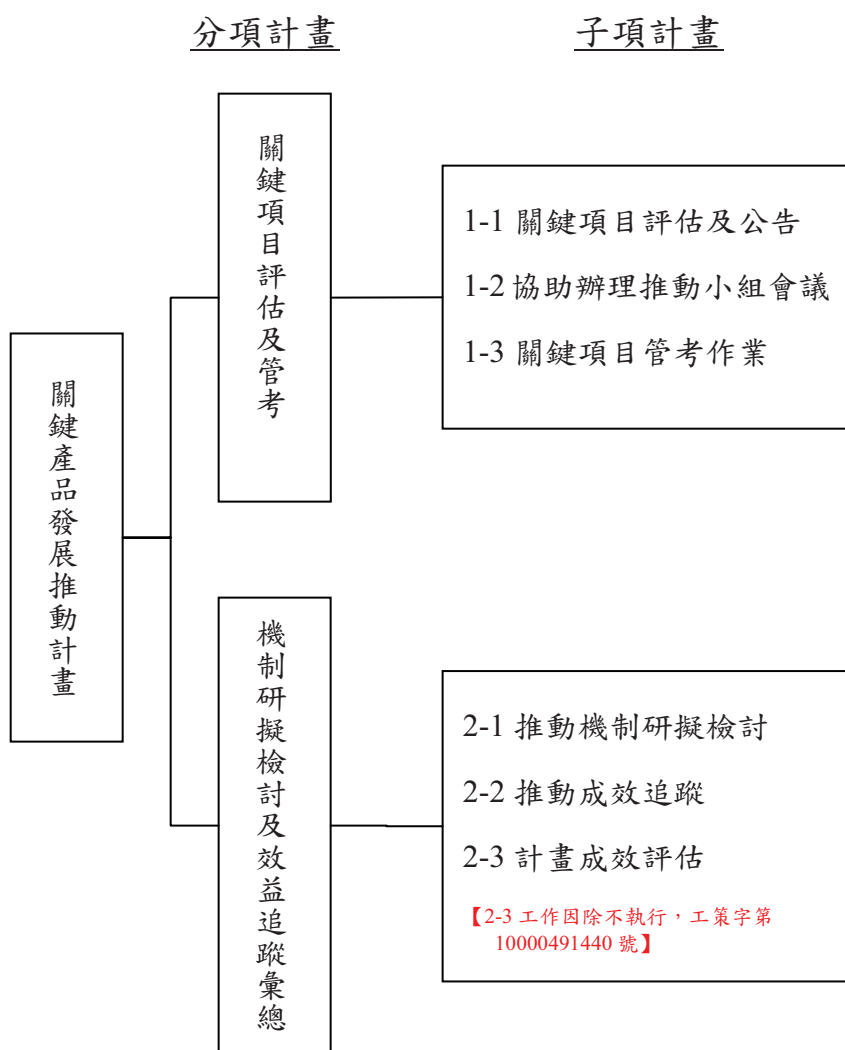 分項計畫
子項計畫
關鍵產品發展推動計畫
關鍵項目評估及管考
1-1 關鍵項目評估及公告
1-2 協助辦理推動小組會議
1-3 關鍵項目管考作業
機制研擬檢討及效益追蹤彙總
2-1 推動機制研擬檢討
2-2 推動成效追蹤
2-3 計畫成效評估
【2-3 工作因除不執行，工策字第
10000491440 號】